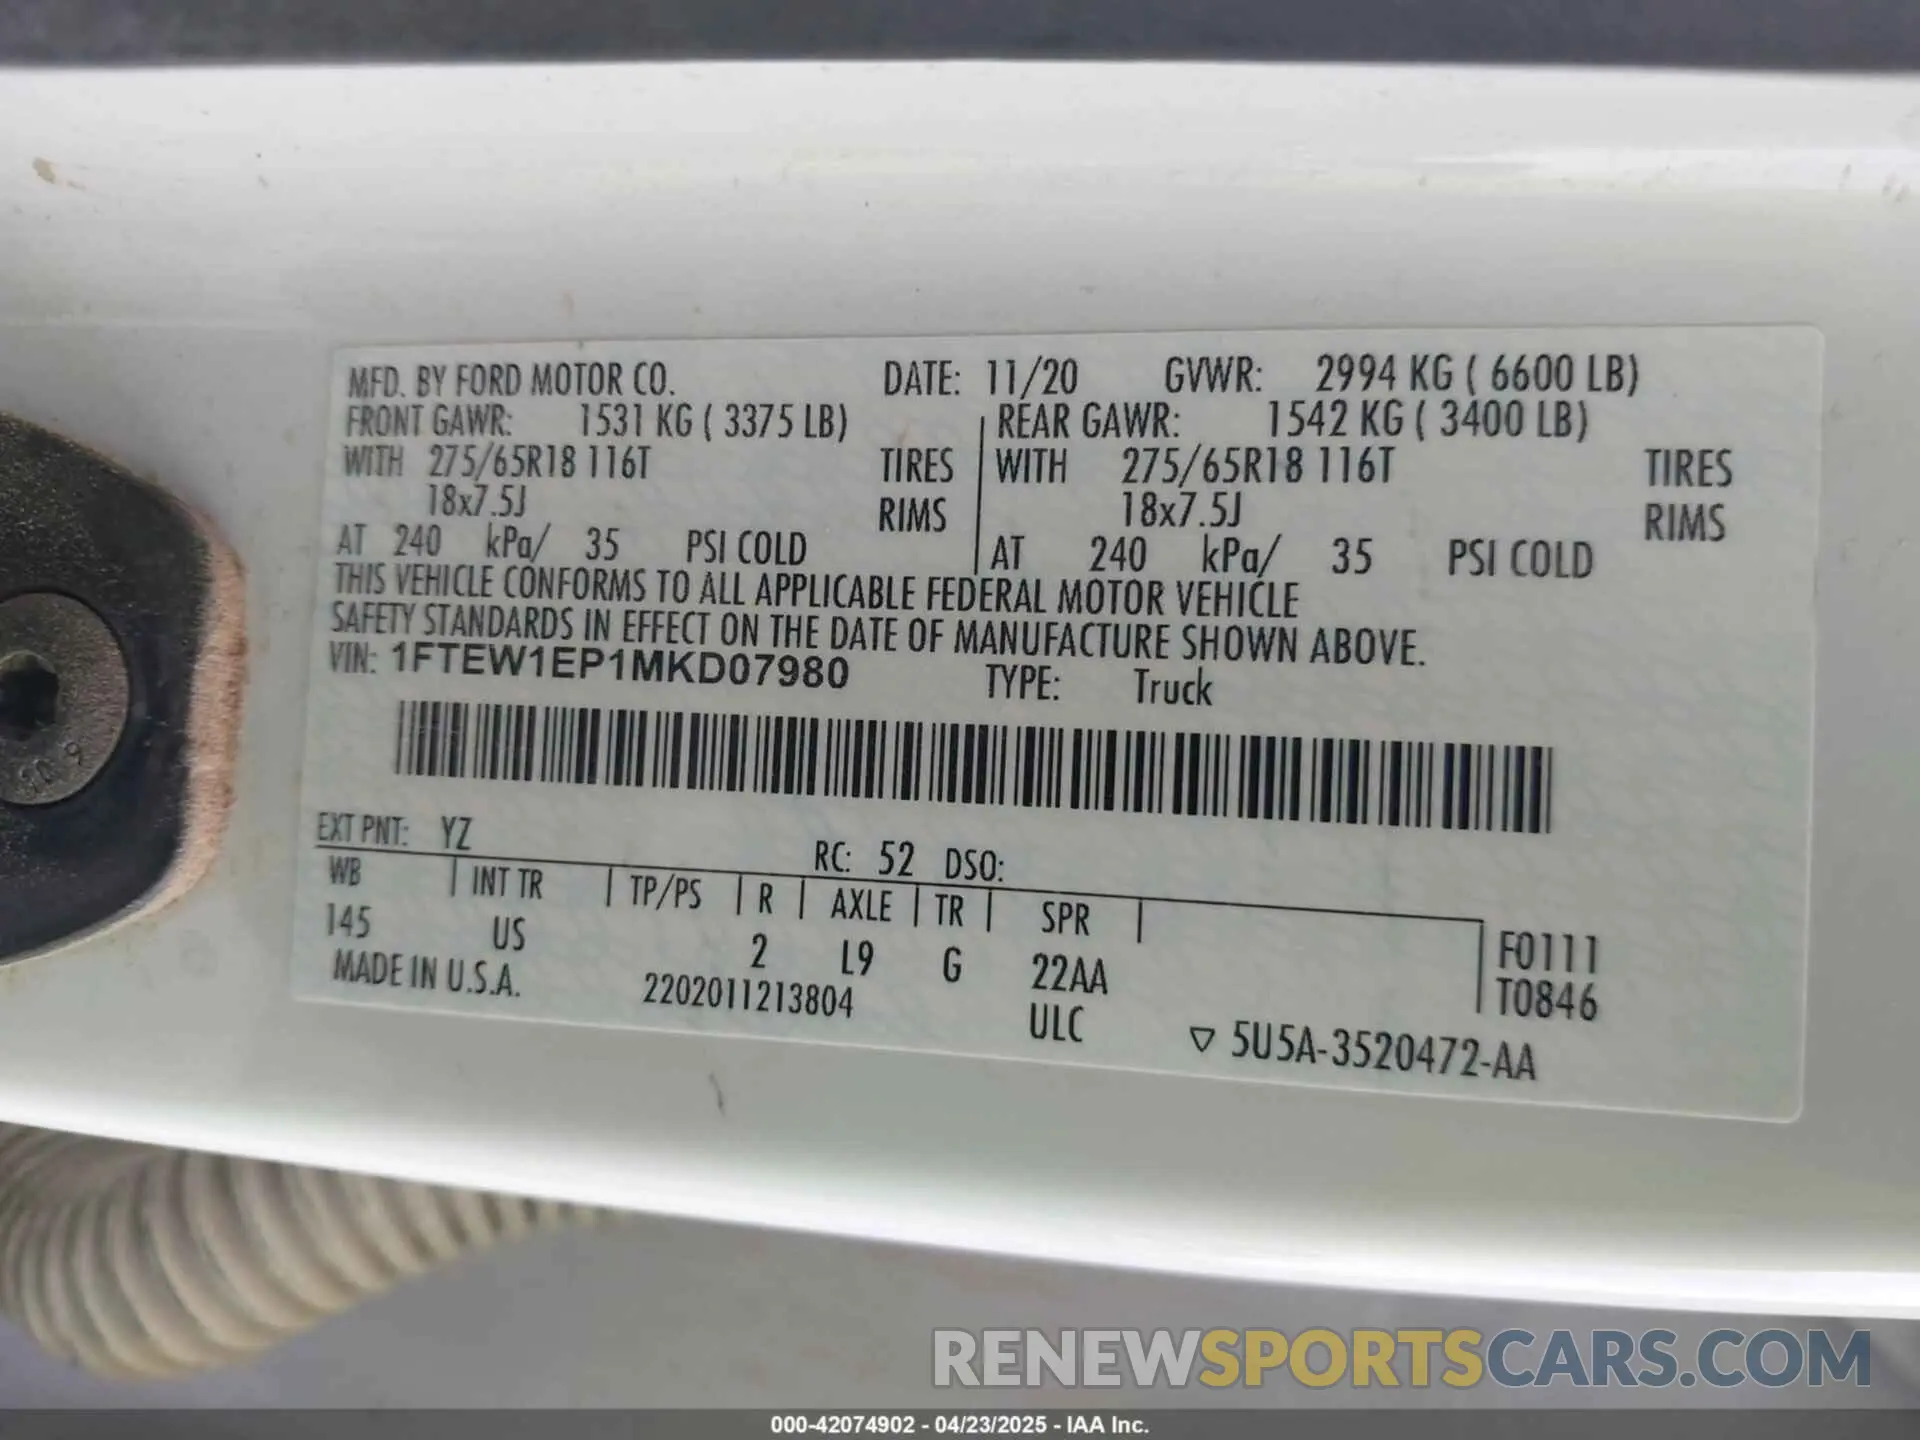 MFD. BY FORD MOTOR CO. DATE: 11/20 GVWR: 2994 KG ( 6600 LB)
FRONT GAWR: 1531 KG ( 3375 LB) REAR GAWR: 1542 KG ( 3400 LB)
WITH 275/65R18 116T TIRES WITH 275/65R18 116T TIRES
18x7.5J RIMS 18x7.5J RIMS
AT 240 kPa/ 35 PSI COLD AT 240 kPa/ 35 PSI COLD
THIS VEHICLE CONFORMS TO ALL APPLICABLE FEDERAL MOTOR VEHICLE
SAFETY STANDARDS IN EFFECT ON THE DATE OF MANUFACTURE SHOWN ABOVE.
VIN: 1FTEW1EP1MKD07980 TYPE: Truck
EXT PNT: YZ RC: 52 DSO:
WB INT TR TP/PS R AXLE TR SPR
145 US 2 L9 G 22AA F0111
MADE IN U.S.A. 2202011213804 ULC T0846
5U5A-3520472-AA
RENEWSPORTSCARS.COM
000-42074902 - 04/23/2025 - IAA Inc.